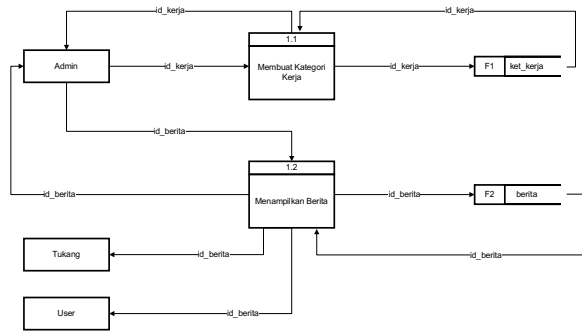 id_kerja
id_kerja
1.1
Admin
id_kerja
Membuat Kategori
Kerja
id_kerja
F1
ket_kerja
id_berita
1.2
id_berita
Menampilkan Berita
id_berita
F2
berita
Tukang
id_berita
id_berita
User
id_berita